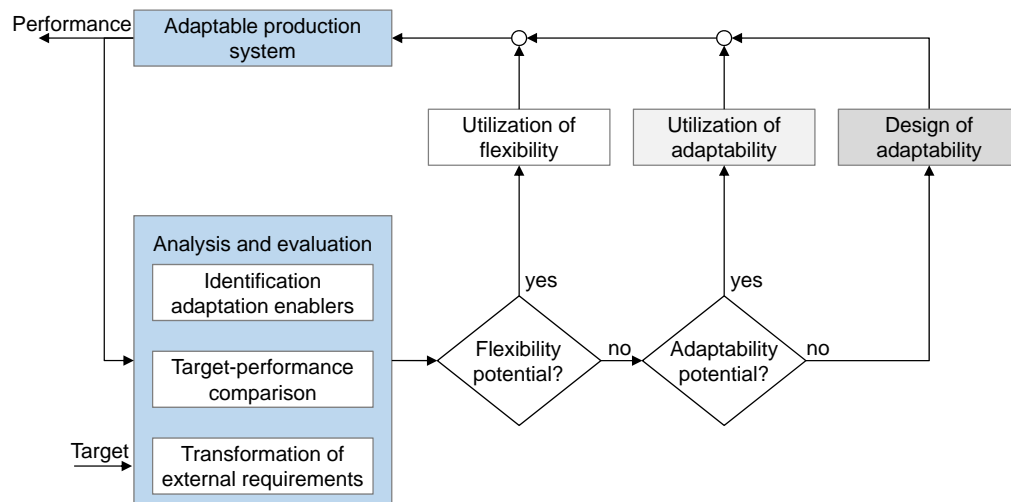 Performance
Adaptable production
system
Utilization of
flexibility
Utilization of
adaptability
Design of
adaptability
Analysis and evaluation
Identification
adaptation enablers
Target-performance
comparison
Transformation of
external requirements
Target
yes
yes
Flexibility
potential?
no
Adaptability
potential?
no